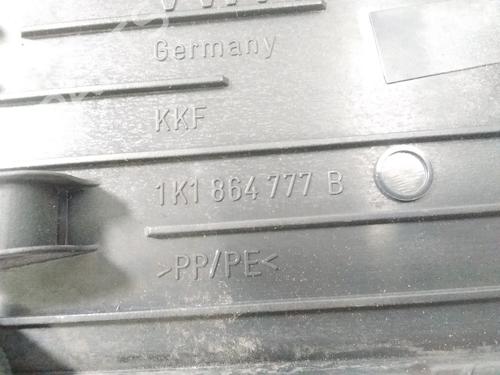 Germany
KKF
1K1 864 777 B
>PP/PE<